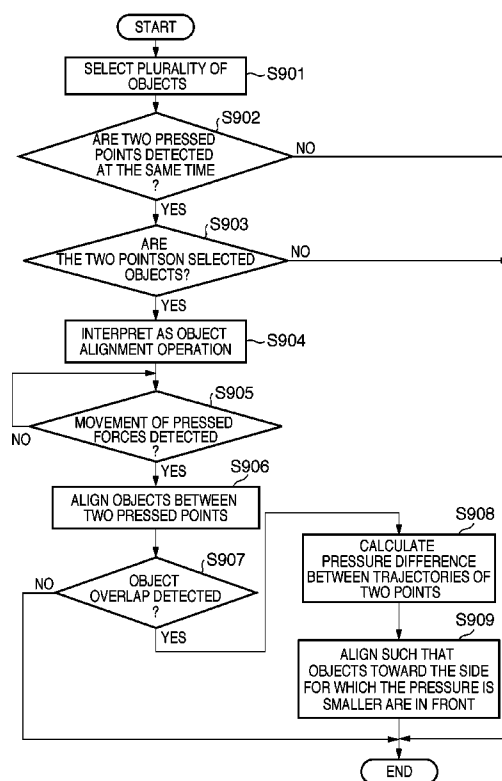 START
SELECT PLURALITY OF
OBJECTS
S901
S902
ARE TWO PRESSED
POINTS DETECTED
AT THE SAME TIME
?
NO
YES
S903
ARE
THE TWO POINTSON SELECTED
OBJECTS?
NO
YES
INTERPRET AS OBJECT
ALIGNMENT OPERATION
S904
S905
MOVEMENT OF PRESSED
FORCES DETECTED
?
NO
YES
S906
ALIGN OBJECTS BETWEEN
TWO PRESSED POINTS
S907
OBJECT
OVERLAP DETECTED
?
NO
YES
S908
CALCULATE
PRESSURE DIFFERENCE
BETWEEN TRAJECTORIES OF
TWO POINTS
S909
ALIGN SUCH THAT
OBJECTS TOWARD THE SIDE
FOR WHICH THE PRESSURE IS
SMALLER ARE IN FRONT
END